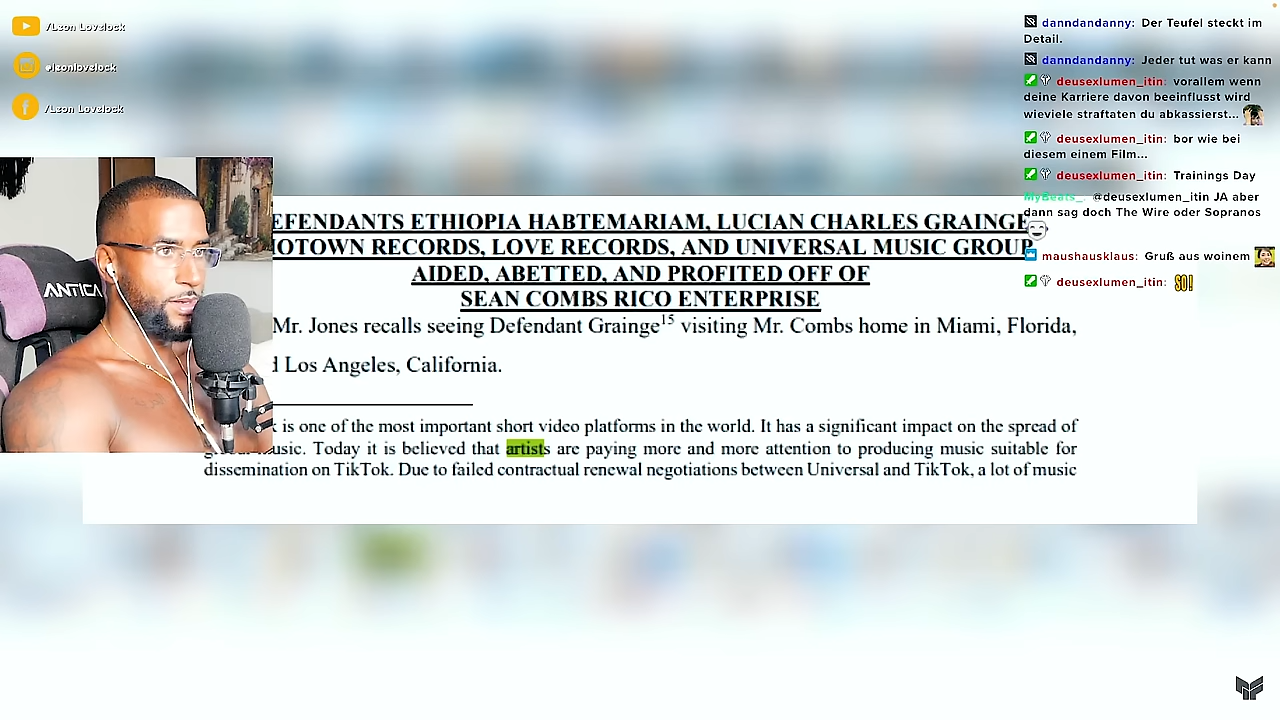 /Leon Lovelock
@leonlovelock
/Leon Lovelock
ANTICA
EFENDANTS ETHIOPIA HABTEMARIAM, LUCIAN CHARLES GRAINGE
OTOWN RECORDS, LOVE RECORDS, AND UNIVERSAL MUSIC GROUP
AIDED, ABETTED, AND PROFITED OFF OF
SEAN COMBS RICO ENTERPRISE
Mr. Jones recalls seeing Defendant Grainge15 visiting Mr. Combs home in Miami, Florida,
Los Angeles, California.
is one of the most important short video platforms in the world. It has a significant impact on the spread of
music. Today it is believed that artists are paying more and more attention to producing music suitable for
dissemination on TikTok. Due to failed contractual renewal negotiations between Universal and TikTok, a lot of music
danndandanny: Der Teufel steckt im
Detail.
danndandanny: Jeder tut was er kann
deusexlumen_itin: vorallem wenn
deine Karriere davon beeinflusst wird
wieviele straftaten du abkassierst...
deusexlumen_itin: bor wie bei
diesem einem Film...
deusexlumen_itin: Trainings Day
MyBeats_: @deusexlumen_itin JA aber
dann sag doch The Wire oder Sopranos
maushausklaus: Gruß aus woinem
deusexlumen_itin: SO!